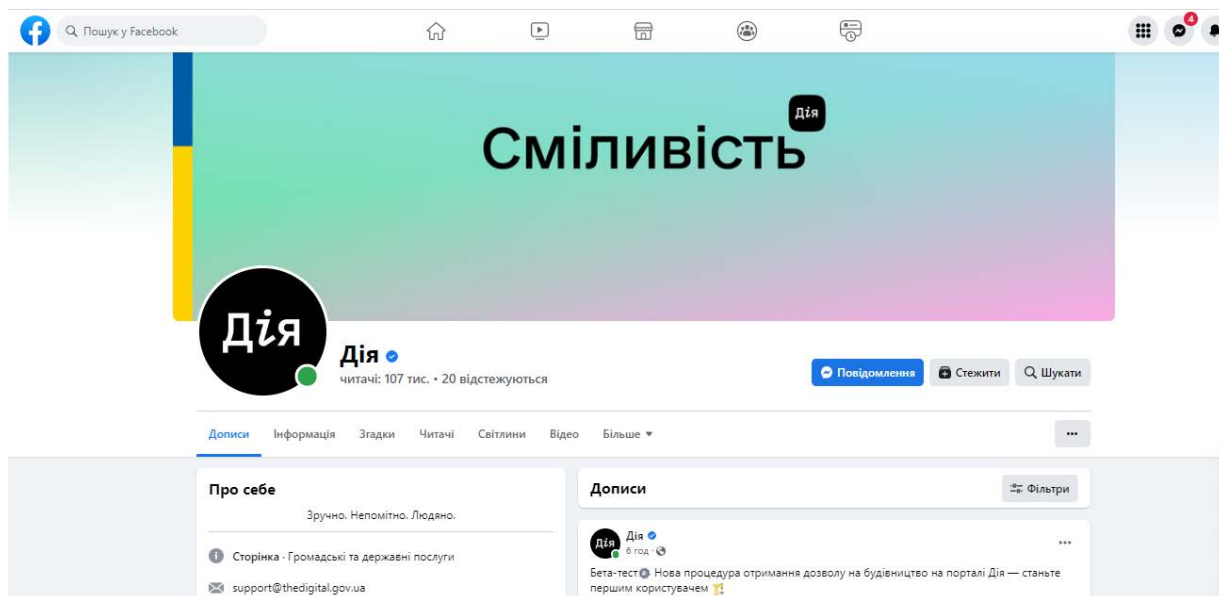 Пошук у Facebook
4
Дія
Сміливість
Дія
Дія
читачі: 107 тис. • 20 відстежуються
Повідомлення
Стежити
Шукати
Дописи
Інформація
Згадки
Читачі
Світлини
Відео
Більше
Про себе
Зручно. Непомітно. Людяно.
Сторінка · Громадські та державні послуги
support@thedigital.gov.ua
Дописи
Фільтри
Дія
Дія
6 год ·
Бета-тест Нова процедура отримання дозволу на будівництво на порталі Дія — станьте
першим користувачем